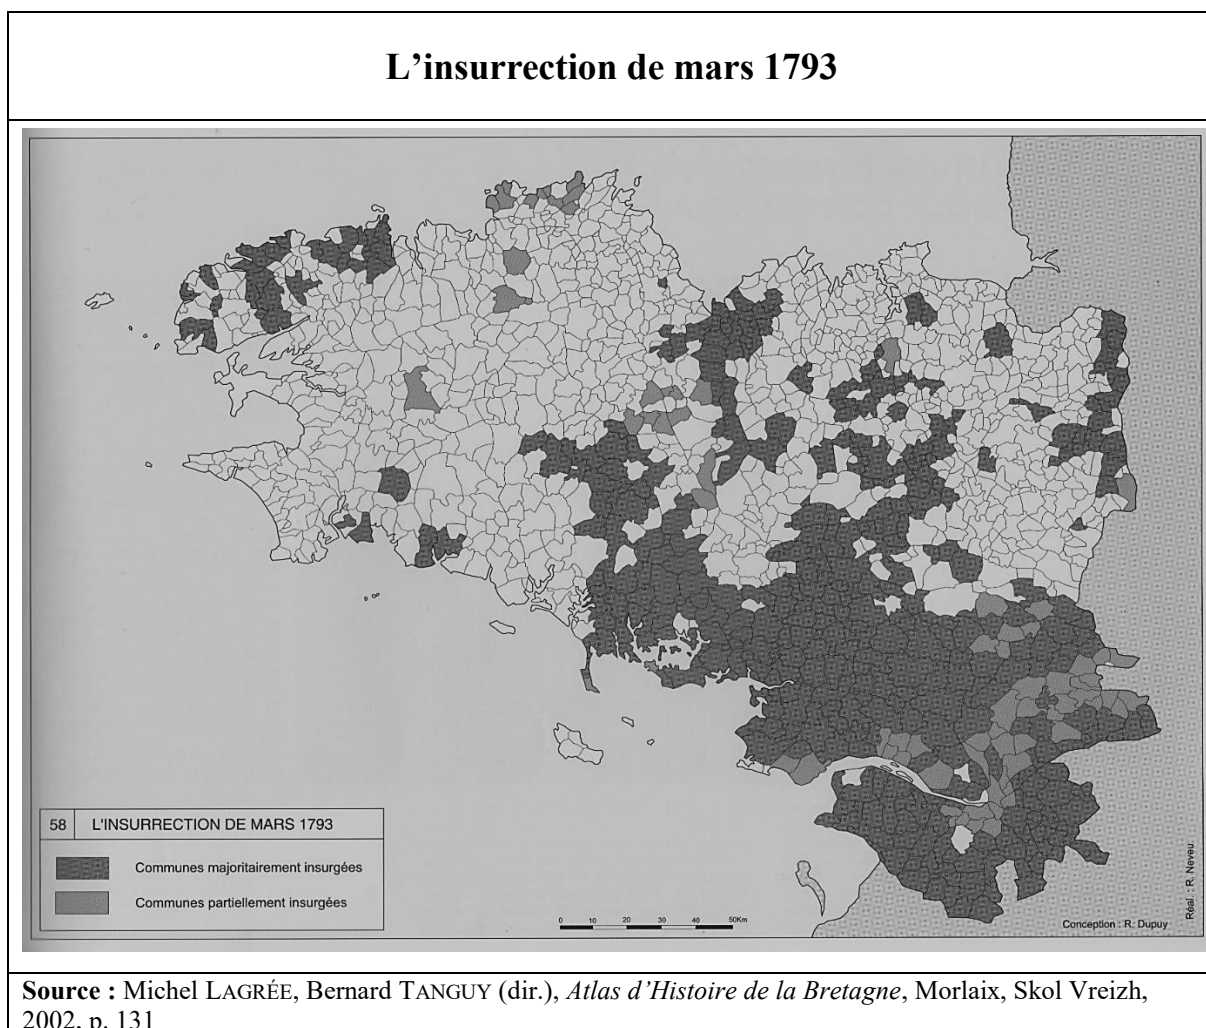 L’insurrection de mars 1793
58 L'INSURRECTION DE MARS 1793
Communes majoritairement insurgées
Communes partiellement insurgées
0 10 20 30 40 50Km
Conception : R. Dupuy
Réal. : R. Neveu.
Source : Michel LAGRÉE, Bernard TANGUY (dir.), Atlas d’Histoire de la Bretagne, Morlaix, Skol Vreizh,
2002, p. 131